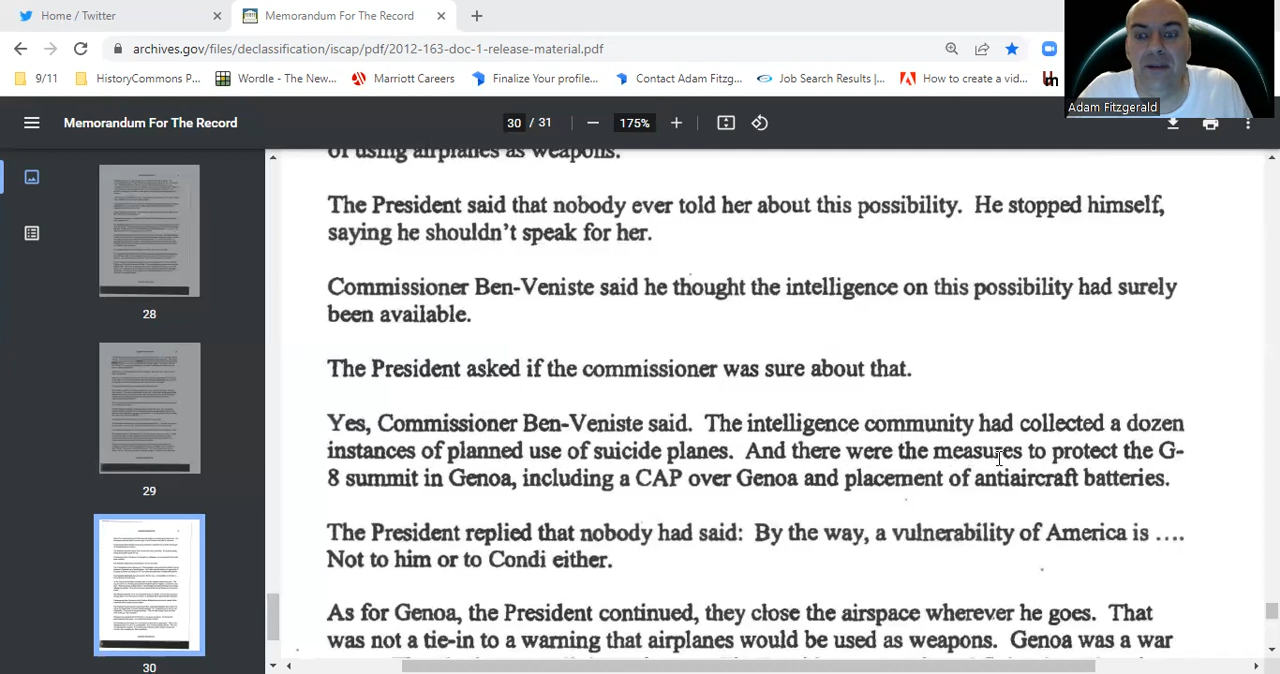 Home / Twitter
Memorandum For The Record
archives.gov/files/declassification/iscap/pdf/2012-163-doc-1-release-material.pdf
9/11
HistoryCommons P...
Wordle - The New...
Marriott Careers
Finalize Your profile...
Contact Adam Fitzg...
Job Search Results |...
How to create a vid...
Adam Fitzgerald
Memorandum For The Record
30 / 31
175%
28
29
30
of using airplanes as weapons.
The President said that nobody ever told her about this possibility. He stopped himself,
saying he shouldn't speak for her.
Commissioner Ben-Veniste said he thought the intelligence on this possibility had surely
been available.
The President asked if the commissioner was sure about that.
Yes, Commissioner Ben-Veniste said. The intelligence community had collected a dozen
instances of planned use of suicide planes. And there were the measures to protect the G-
8 summit in Genoa, including a CAP over Genoa and placement of antiaircraft batteries.
The President replied that nobody had said: By the way, a vulnerability of America is ....
Not to him or to Condi either.
As for Genoa, the President continued, they close the airspace wherever he goes. That
was not a tie-in to a warning that airplanes would be used as weapons. Genoa was a war